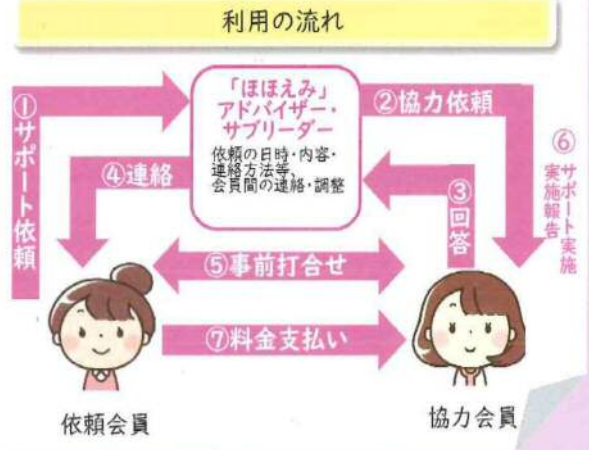 利用の流れ
①サポート依頼
「ほほえみ」
アドバイザー・
サブリーダー
依頼の日時・内容・
連絡方法等、
会員間の連絡・調整
②協力依頼
③回答
④連絡
⑤事前打合せ
⑥
サポート実施
実施報告
⑦料金支払い
依頼会員
協力会員